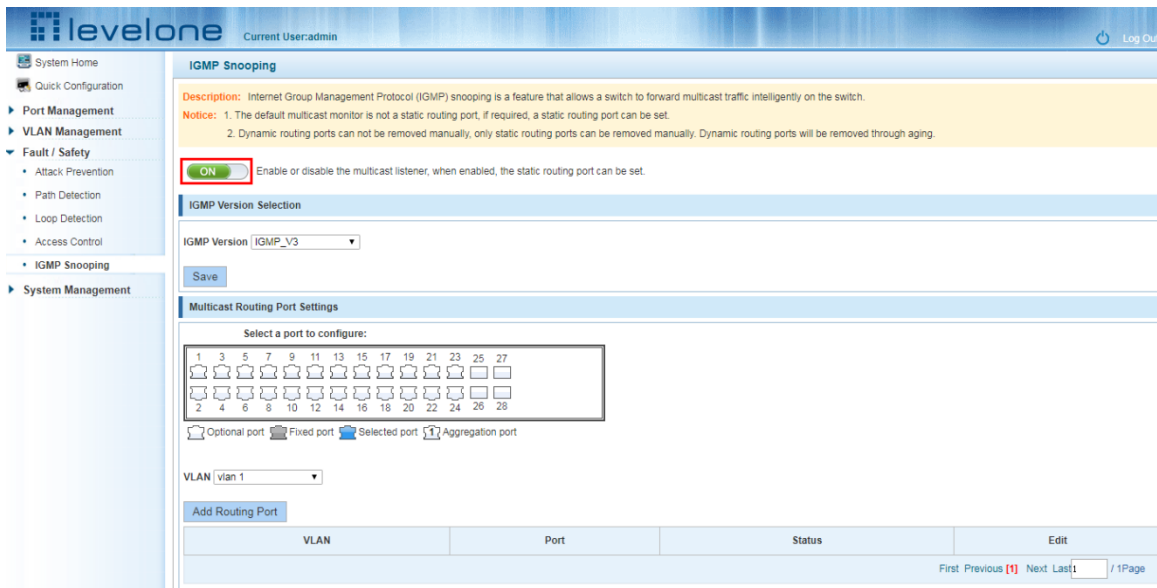 levelone
Current User:admin
Log Out
System Home
Quick Configuration
Port Management
VLAN Management
Fault / Safety
Attack Prevention
Path Detection
Loop Detection
Access Control
IGMP Snooping
System Management
IGMP Snooping
Description: Internet Group Management Protocol (IGMP) snooping is a feature that allows a switch to forward multicast traffic intelligently on the switch.
Notice: 1. The default multicast monitor is not a static routing port, if required, a static routing port can be set.
2. Dynamic routing ports can not be removed manually, only static routing ports can be removed manually. Dynamic routing ports will be removed through aging.
ON Enable or disable the multicast listener, when enabled, the static routing port can be set.
IGMP Version Selection
IGMP Version IGMP_V3
Save
Multicast Routing Port Settings
Select a port to configure:
1 3 5 7 9 11 13 15 17 19 21 23 25 27
2 4 6 8 10 12 14 16 18 20 22 24 26 28
Optional port Fixed port Selected port 1 Aggregation port
VLAN vlan 1
Add Routing Port
VLAN Port Status Edit
First Previous [1] Next Last 1 / 1Page